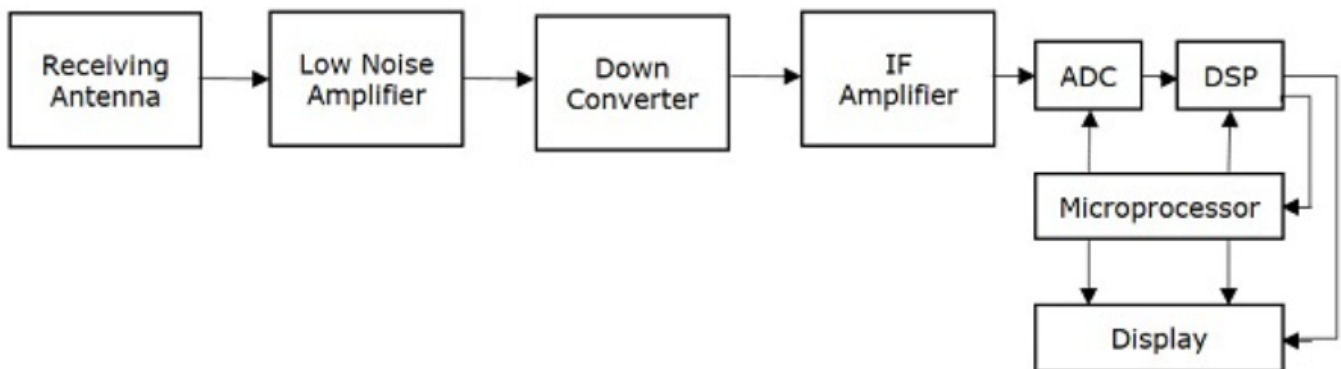 Receiving
Antenna
Low Noise
Amplifier
Down
Converter
IF
Amplifier
ADC
DSP
Microprocessor
Display